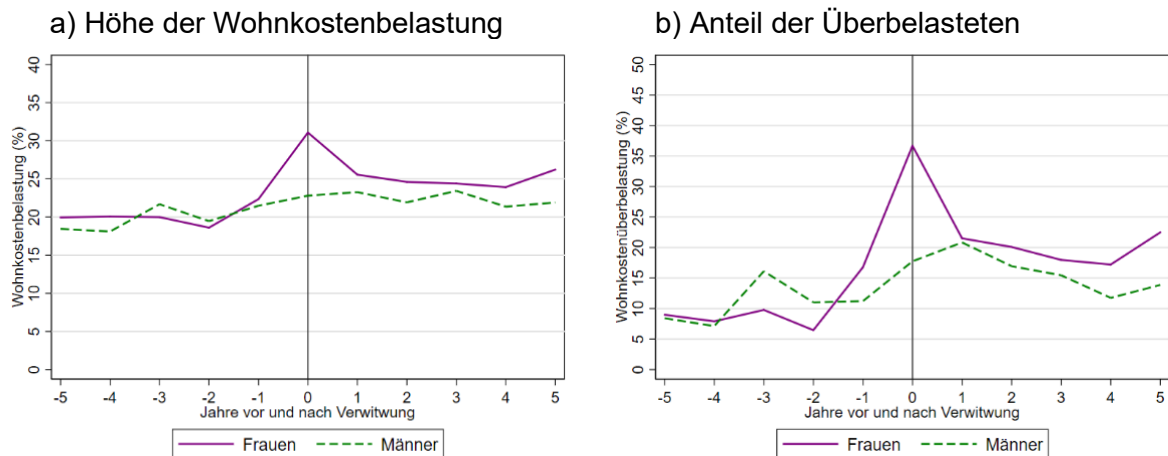 a) Höhe der Wohnkostenbelastung
Wohnkostenbelastung (%)
40
35
30
25
20
15
10
5
0
-5 -4 -3 -2 -1 0 1 2 3 4 5
Jahre vor und nach Verwitwung
Frauen Männer
b) Anteil der Überbelasteten
Wohnkostenüberbelastung (%)
50
45
40
35
30
25
20
15
10
5
0
-5 -4 -3 -2 -1 0 1 2 3 4 5
Jahre vor und nach Verwitwung
Frauen Männer